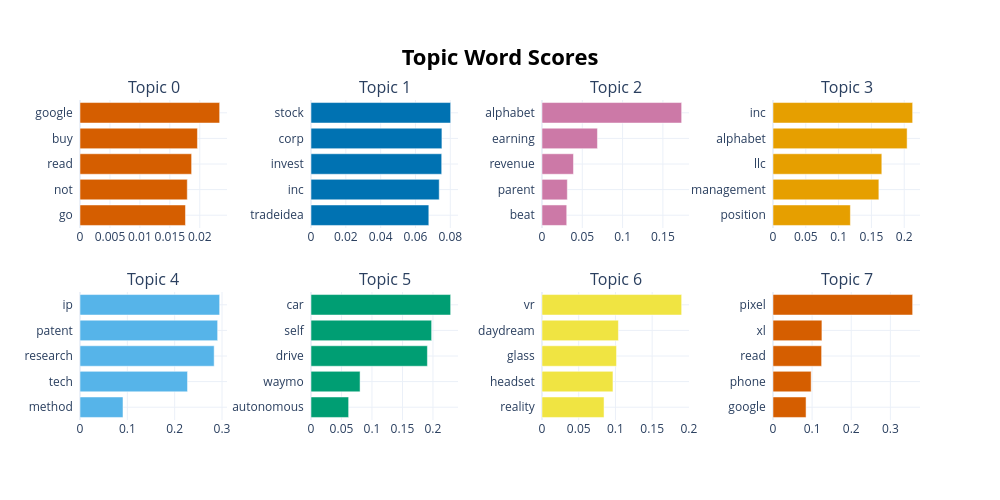 Topic Word Scores
Topic 0
google
buy
read
not
go
0 0.005 0.01 0.015 0.02
Topic 1
stock
corp
invest
inc
tradeidea
0 0.02 0.04 0.06 0.08
Topic 2
alphabet
earning
revenue
parent
beat
0 0.05 0.1 0.15
Topic 3
inc
alphabet
llc
management
position
0 0.05 0.1 0.15 0.2
Topic 4
ip
patent
research
tech
method
0 0.1 0.2 0.3
Topic 5
car
self
drive
waymo
autonomous
0 0.05 0.1 0.15 0.2
Topic 6
vr
daydream
glass
headset
reality
0 0.05 0.1 0.15 0.2
Topic 7
pixel
xl
read
phone
google
0 0.1 0.2 0.3